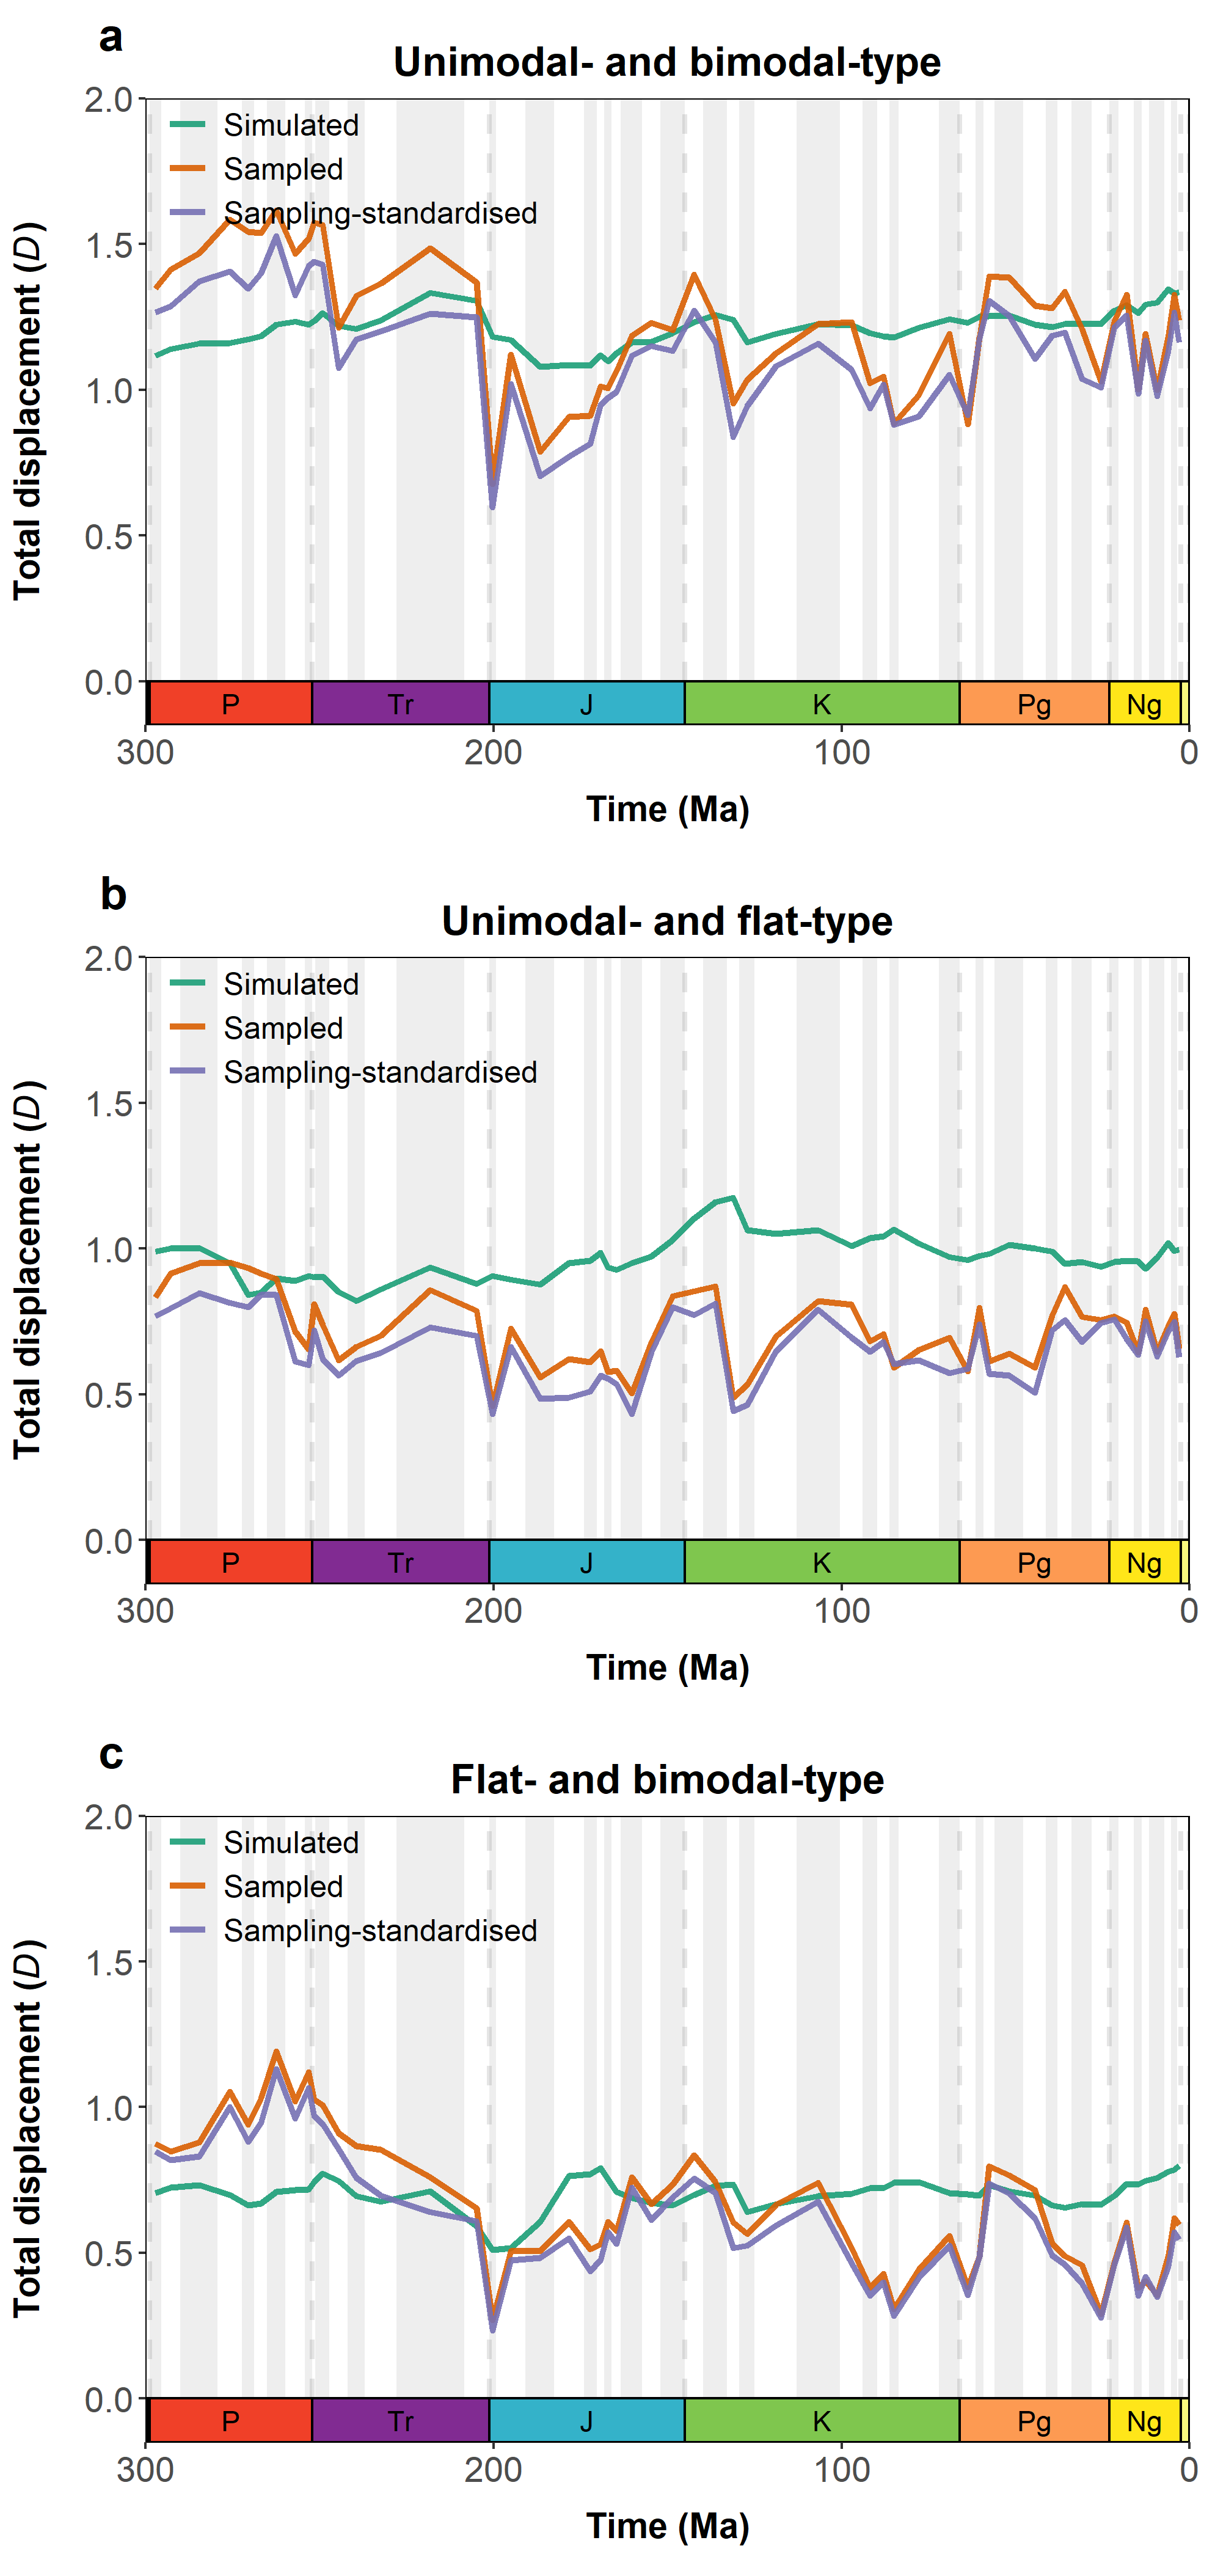 a
Unimodal- and bimodal-type
Total displacement (D)
2.0
1.5
1.0
0.5
0.0
Simulated
Sampled
Sampling-standardised
P Tr J K Pg Ng
300 200 100 0
Time (Ma)
b
Unimodal- and flat-type
Total displacement (D)
2.0
1.5
1.0
0.5
0.0
Simulated
Sampled
Sampling-standardised
P Tr J K Pg Ng
300 200 100 0
Time (Ma)
c
Flat- and bimodal-type
Total displacement (D)
2.0
1.5
1.0
0.5
0.0
Simulated
Sampled
Sampling-standardised
P Tr J K Pg Ng
300 200 100 0
Time (Ma)